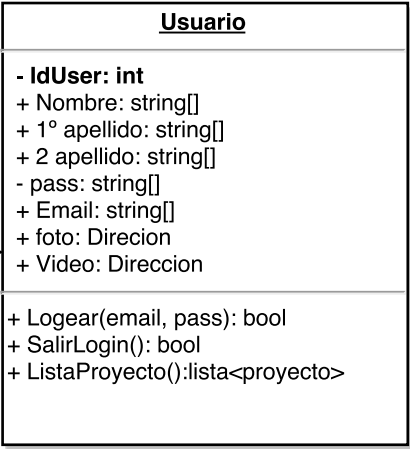 Usuario
- IdUser: int
+ Nombre: string[]
+ 1º apellido: string[]
+ 2 apellido: string[]
- pass: string[]
+ Email: string[]
+ foto: Direcion
+ Video: Direccion
+ Logear(email, pass): bool
+ SalirLogin(): bool
+ ListaProyecto():lista<proyecto>